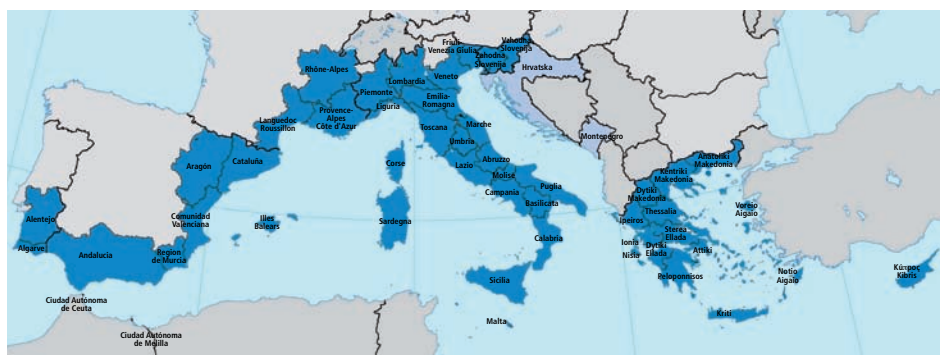 Friuli-
Venezia Giulia
Vzhodna
Slovenija
Zahodna
Slovenija
Hrvatska
Rhône-Alpes
Lombardia
Veneto
Piemonte
Emilia-
Romagna
Liguria
Provence-
Alpes
Côte d'Azur
Languedoc
Roussillon
Toscana
Marche
Montenegro
Umbria
Anatoliki
Makedonia
Kentriki
Makedonia
Aragón
Cataluña
Corse
Lazio
Abruzzo
Molise
Puglia
Campania
Basilicata
Dytiki
Makedonia
Ipeiros
Thessalia
Voreio
Aigaio
Alentejo
Comunidad
Valenciana
Illes
Balears
Sardegna
Sterea
Ellada
Ionia
Nisia
Dytiki
Ellada
Attiki
Calabria
Algarve
Andalucia
Region
de Murcia
Sicilia
Peloponnisos
Notio
Aigaio
Κύπρος
Kibris
Ciudad Autònoma
de Ceuta
Kriti
Malta
Ciudad Autònoma
de Melilla